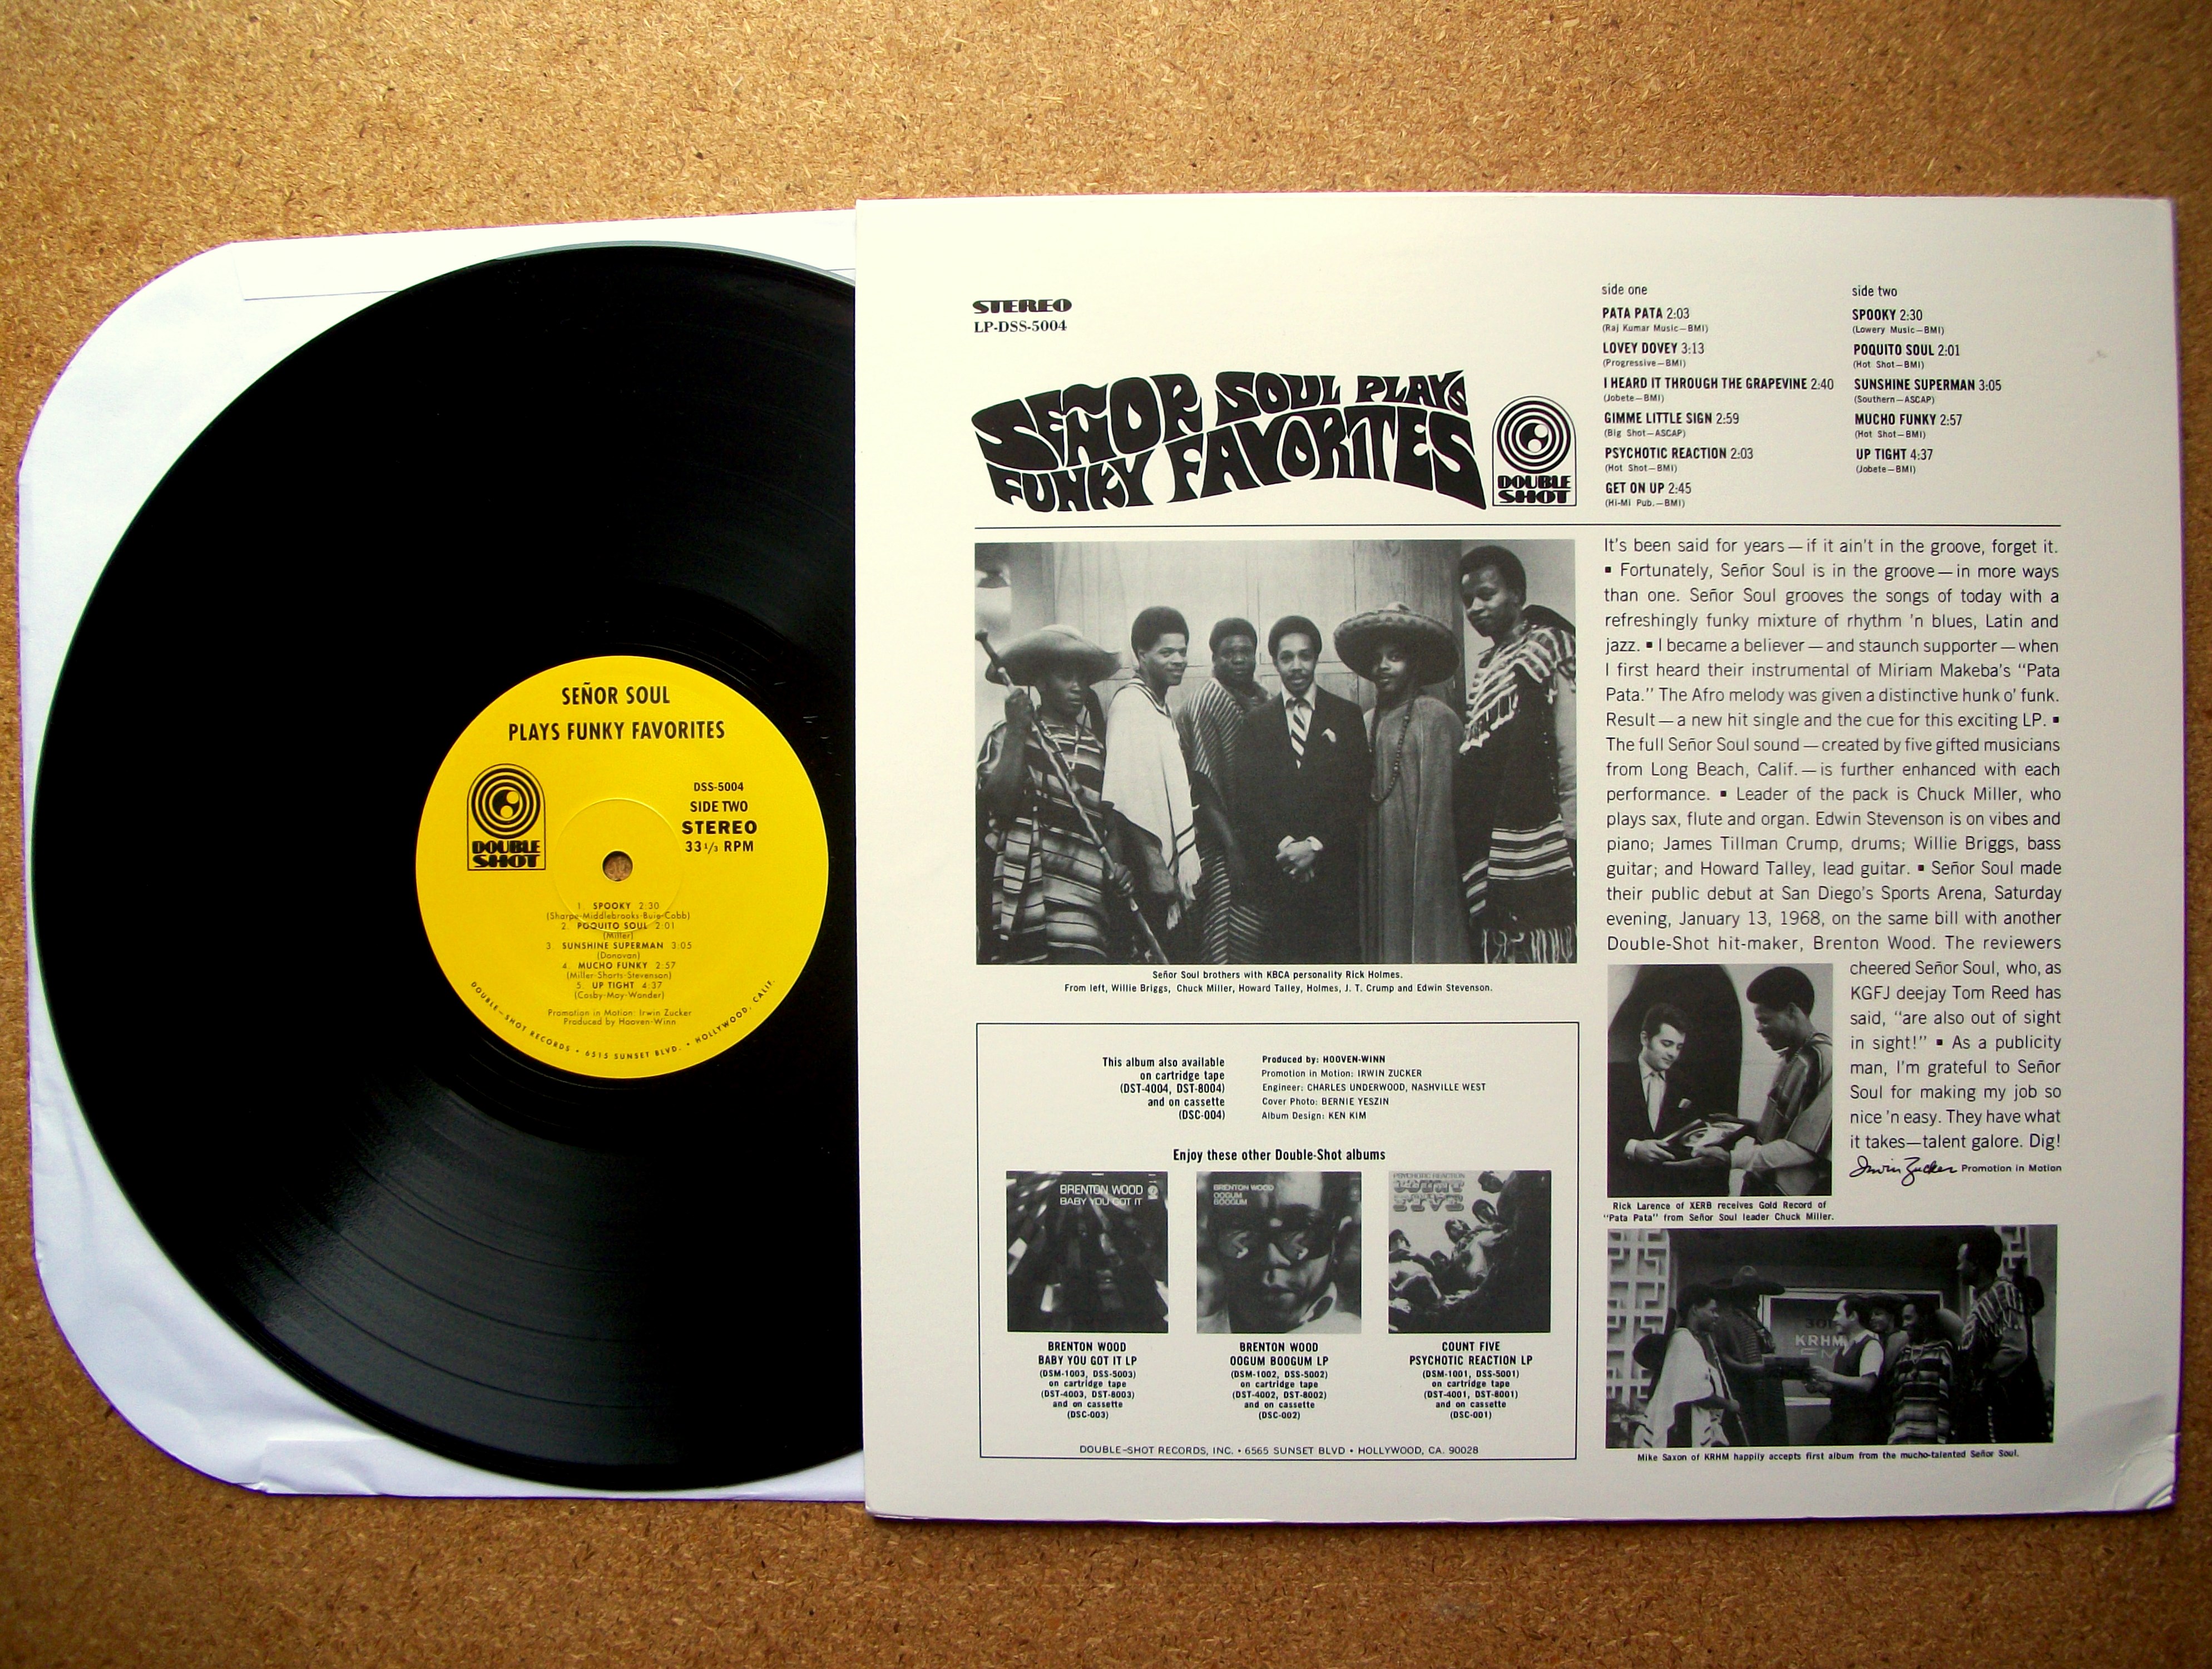 SEÑOR SOUL
PLAYS FUNKY FAVORITES
DOUBLE
SHOT
DSS-5004
SIDE TWO
STEREO
33 1/3 RPM
1. SPOOKY 2:30
(Sharpe-Middlebrooks-Buie-Cobb)
2. POQUITO SOUL 2:01
(Miller)
3. SUNSHINE SUPERMAN 3:05
(Donovan)
4. MUCHO FUNKY 2:57
(Miller-Shorts-Stevenson)
5. UP TIGHT 4:37
(Cosby-May-Wonder)
Promotion in Motion: Irwin Zucker
Produced by Hooven-Winn
DOUBLE-SHOT RECORDS • 6515 SUNSET BLVD. • HOLLYWOOD, CALIF.
STEREO
LP-DSS-5004
SEÑOR SOUL PLAYS
FUNKY FAVORITES
DOUBLE
SHOT
side one
PATA PATA 2:03
(Raj Kumar Music—BMI)
LOVEY DOVEY 3:13
(Progressive—BMI)
I HEARD IT THROUGH THE GRAPEVINE 2:40
(Jobete—BMI)
GIMME LITTLE SIGN 2:59
(Big Shot—ASCAP)
PSYCHOTIC REACTION 2:03
(Hot Shot—BMI)
GET ON UP 2:45
(Hi-Mi Pub.—BMI)
side two
SPOOKY 2:30
(Lowery Music—BMI)
POQUITO SOUL 2:01
(Hot Shot—BMI)
SUNSHINE SUPERMAN 3:05
(Southern—ASCAP)
MUCHO FUNKY 2:57
(Hot Shot—BMI)
UP TIGHT 4:37
(Jobete—BMI)
Señor Soul brothers with KBCA personality Rick Holmes.
From left, Willie Briggs, Chuck Miller, Howard Talley, Holmes, J. T. Crump and Edwin Stevenson.
It's been said for years—if it ain't in the groove, forget it.
▪ Fortunately, Señor Soul is in the groove—in more ways
than one. Señor Soul grooves the songs of today with a
refreshingly funky mixture of rhythm 'n blues, Latin and
jazz. ▪ I became a believer—and staunch supporter—when
I first heard their instrumental of Miriam Makeba's "Pata
Pata." The Afro melody was given a distinctive hunk o' funk.
Result—a new hit single and the cue for this exciting LP. ▪
The full Señor Soul sound—created by five gifted musicians
from Long Beach, Calif.—is further enhanced with each
performance. ▪ Leader of the pack is Chuck Miller, who
plays sax, flute and organ. Edwin Stevenson is on vibes and
piano; James Tillman Crump, drums; Willie Briggs, bass
guitar; and Howard Talley, lead guitar. ▪ Señor Soul made
their public debut at San Diego's Sports Arena, Saturday
evening, January 13, 1968, on the same bill with another
Double-Shot hit-maker, Brenton Wood. The reviewers
cheered Señor Soul, who, as
KGFJ deejay Tom Reed has
said, "are also out of sight
in sight!" ▪ As a publicity
man, I'm grateful to Señor
Soul for making my job so
nice 'n easy. They have what
it takes—talent galore. Dig!
Irwin Zucker Promotion in Motion
Rick Larence of XERB receives Gold Record of
"Pata Pata" from Señor Soul leader Chuck Miller.
KRHM
FM
Mike Saxon of KRHM happily accepts first album from the mucho-talented Señor Soul.
This album also available
on cartridge tape
(DST-4004, DST-8004)
and on cassette
(DSC-004)
Produced by: HOOVEN-WINN
Promotion in Motion: IRWIN ZUCKER
Engineer: CHARLES UNDERWOOD, NASHVILLE WEST
Cover Photo: BERNIE YESZIN
Album Design: KEN KIM
Enjoy these other Double-Shot albums
BRENTON WOOD
BABY YOU GOT IT
BRENTON WOOD
OOGUM
BOOGUM
PSYCHOTIC REACTION
COUNT
FIVE
BRENTON WOOD
BABY YOU GOT IT LP
(DSM-1003, DSS-5003)
on cartridge tape
(DST-4003, DST-8003)
and on cassette
(DSC-003)
BRENTON WOOD
OOGUM BOOGUM LP
(DSM-1002, DSS-5002)
on cartridge tape
(DST-4002, DST-8002)
and on cassette
(DSC-002)
COUNT FIVE
PSYCHOTIC REACTION LP
(DSM-1001, DSS-5001)
on cartridge tape
(DST-4001, DST-8001)
and on cassette
(DSC-001)
DOUBLE-SHOT RECORDS, INC. • 6565 SUNSET BLVD • HOLLYWOOD, CA. 90028